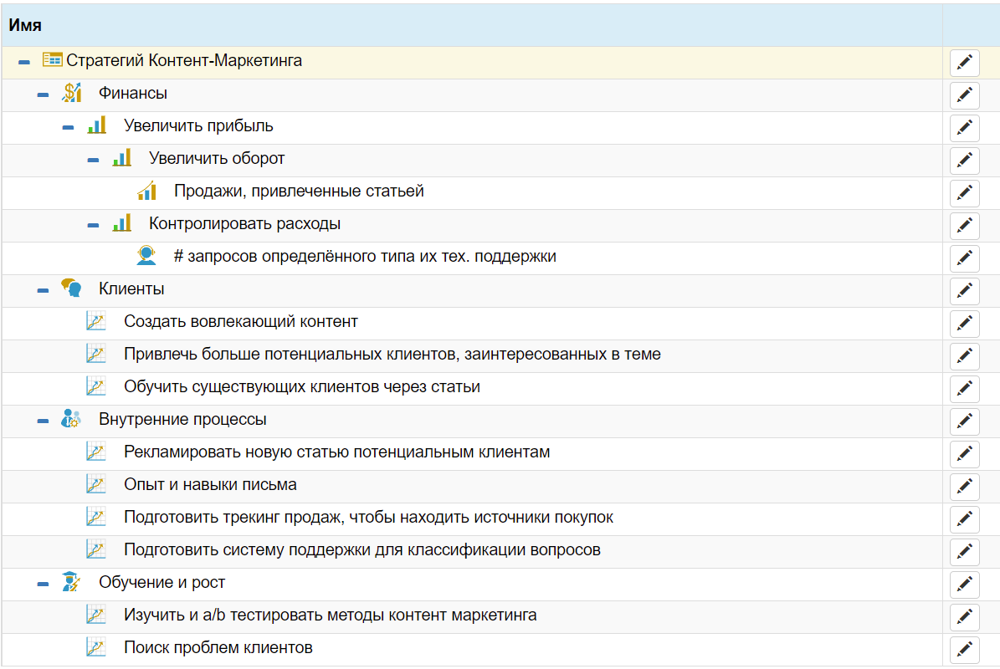 Имя
Стратегий Контент-Маркетинга
Финансы
Увеличить прибыль
Увеличить оборот
Продажи, привлеченные статьей
Контролировать расходы
# запросов определённого типа их тех. поддержки
Клиенты
Создать вовлекающий контент
Привлечь больше потенциальных клиентов, заинтересованных в теме
Обучить существующих клиентов через статьи
Внутренние процессы
Рекламировать новую статью потенциальным клиентам
Опыт и навыки письма
Подготовить трекинг продаж, чтобы находить источники покупок
Подготовить систему поддержки для классификации вопросов
Обучение и рост
Изучить и a/b тестировать методы контент маркетинга
Поиск проблем клиентов